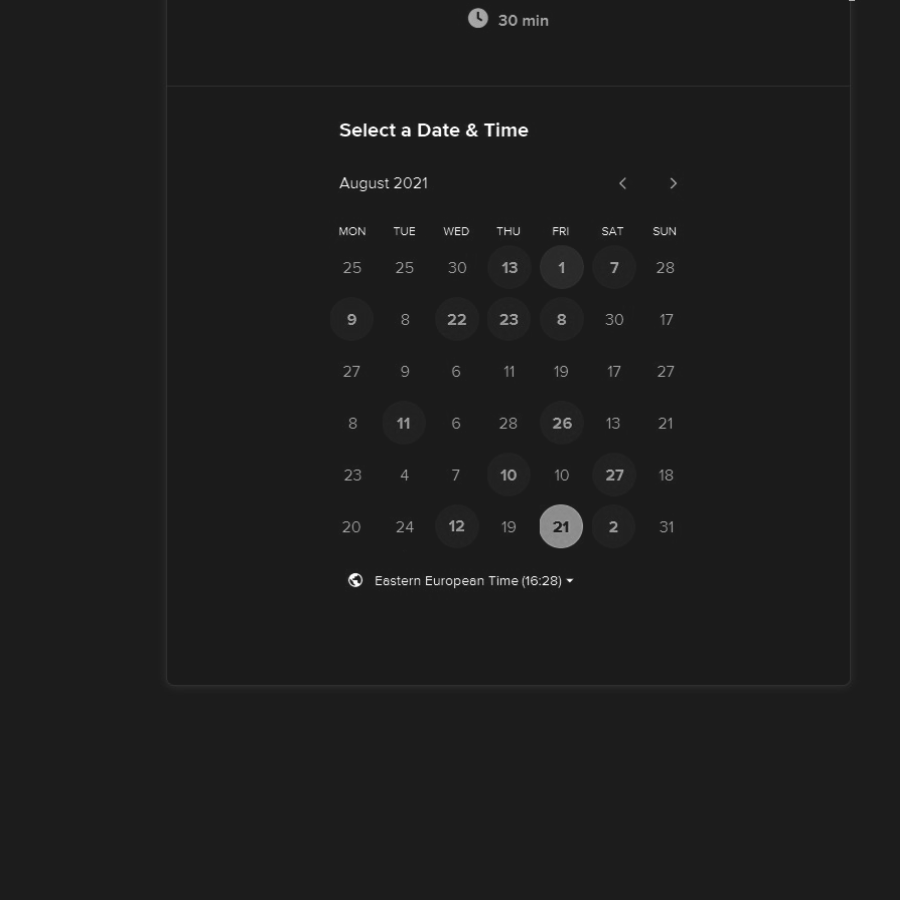 30 min
Select a Date & Time
August 2021
MON TUE WED THU FRI SAT SUN
25 25 30 13 1 7 28
9 8 22 23 8 30 17
27 9 6 11 19 17 27
8 11 6 28 26 13 21
23 4 7 10 10 27 18
20 24 12 19 21 2 31
Eastern European Time (16:28)